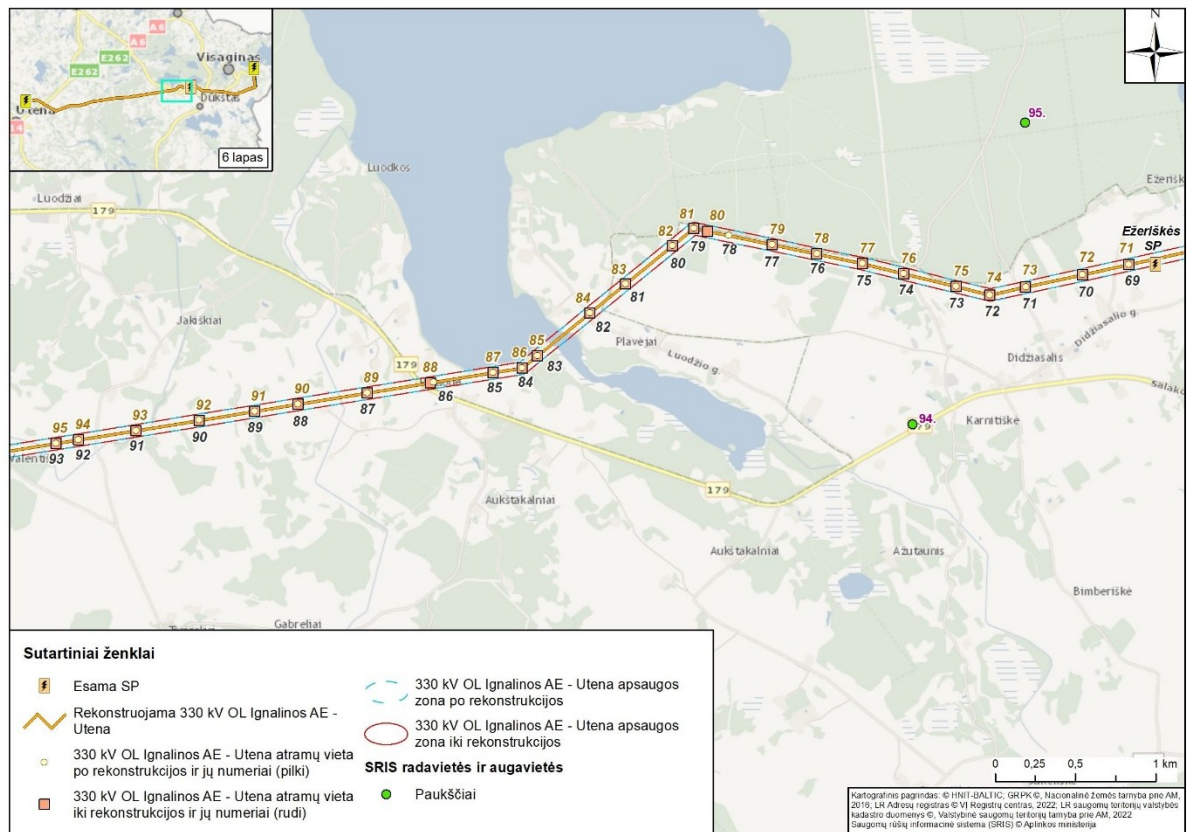 A6
A6
Visaginas
E262
E262
Dūkštas
Utena
6 lapas
N
Luodžiai
179
Luodkos
95.
Ežerišk
Ežeriškės
SP
81
80
82
79
78
79
78
77
76
75
74
73
72
71
80
77
76
75
74
73
72
71
70
69
83
81
84
82
Jakiškiai
Plavėjai
Luodžio g.
Didžiasalio g.
Didžiasalis
85
86
83
87
84
179
88
85
89
86
90
87
91
88
92
89
93
90
94
91
95
92
93
Salako
94.
79
Karnitiškė
179
Aukštakalniai
Aukštakalniai
Ažutaunis
Bimberiškė
Gabreliai
Sutartiniai ženklai
Esama SP
Rekonstruojama 330 kV OL Ignalinos AE -
Utena
330 kV OL Ignalinos AE - Utena atramų vieta
po rekonstrukcijos ir jų numeriai (pilki)
330 kV OL Ignalinos AE - Utena atramų vieta
iki rekonstrukcijos ir jų numeriai (rudi)
330 kV OL Ignalinos AE - Utena apsaugos
zona po rekonstrukcijos
330 kV OL Ignalinos AE - Utena apsaugos
zona iki rekonstrukcijos
SRIS radavietės ir augavietės
Paukščiai
0 0,25 0,5 1 km
Kartografinis pagrindas: © HNIT-BALTIC; GRPK ©, Nacionalinė žemės tarnyba prie AM,
2016; LR Adresų registras © VĮ Registrų centras, 2022; LR saugomų teritorijų valstybės
kadastro duomenys ©, Valstybinė saugomų teritorijų tarnyba prie AM, 2022
Saugomų rūšių informacinė sistema (SRIS) © Aplinkos ministerija